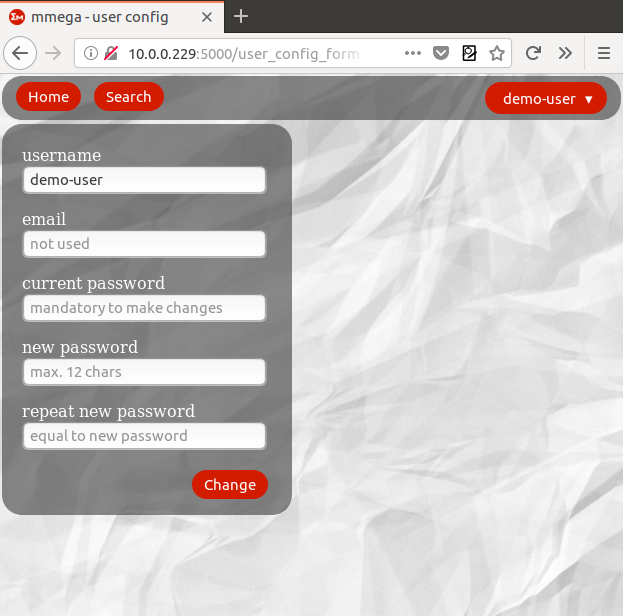 mmega - user config
10.0.0.229:5000/user_config_form
Home Search demo-user ▾
username
demo-user
email
not used
current password
mandatory to make changes
new password
max. 12 chars
repeat new password
equal to new password
Change